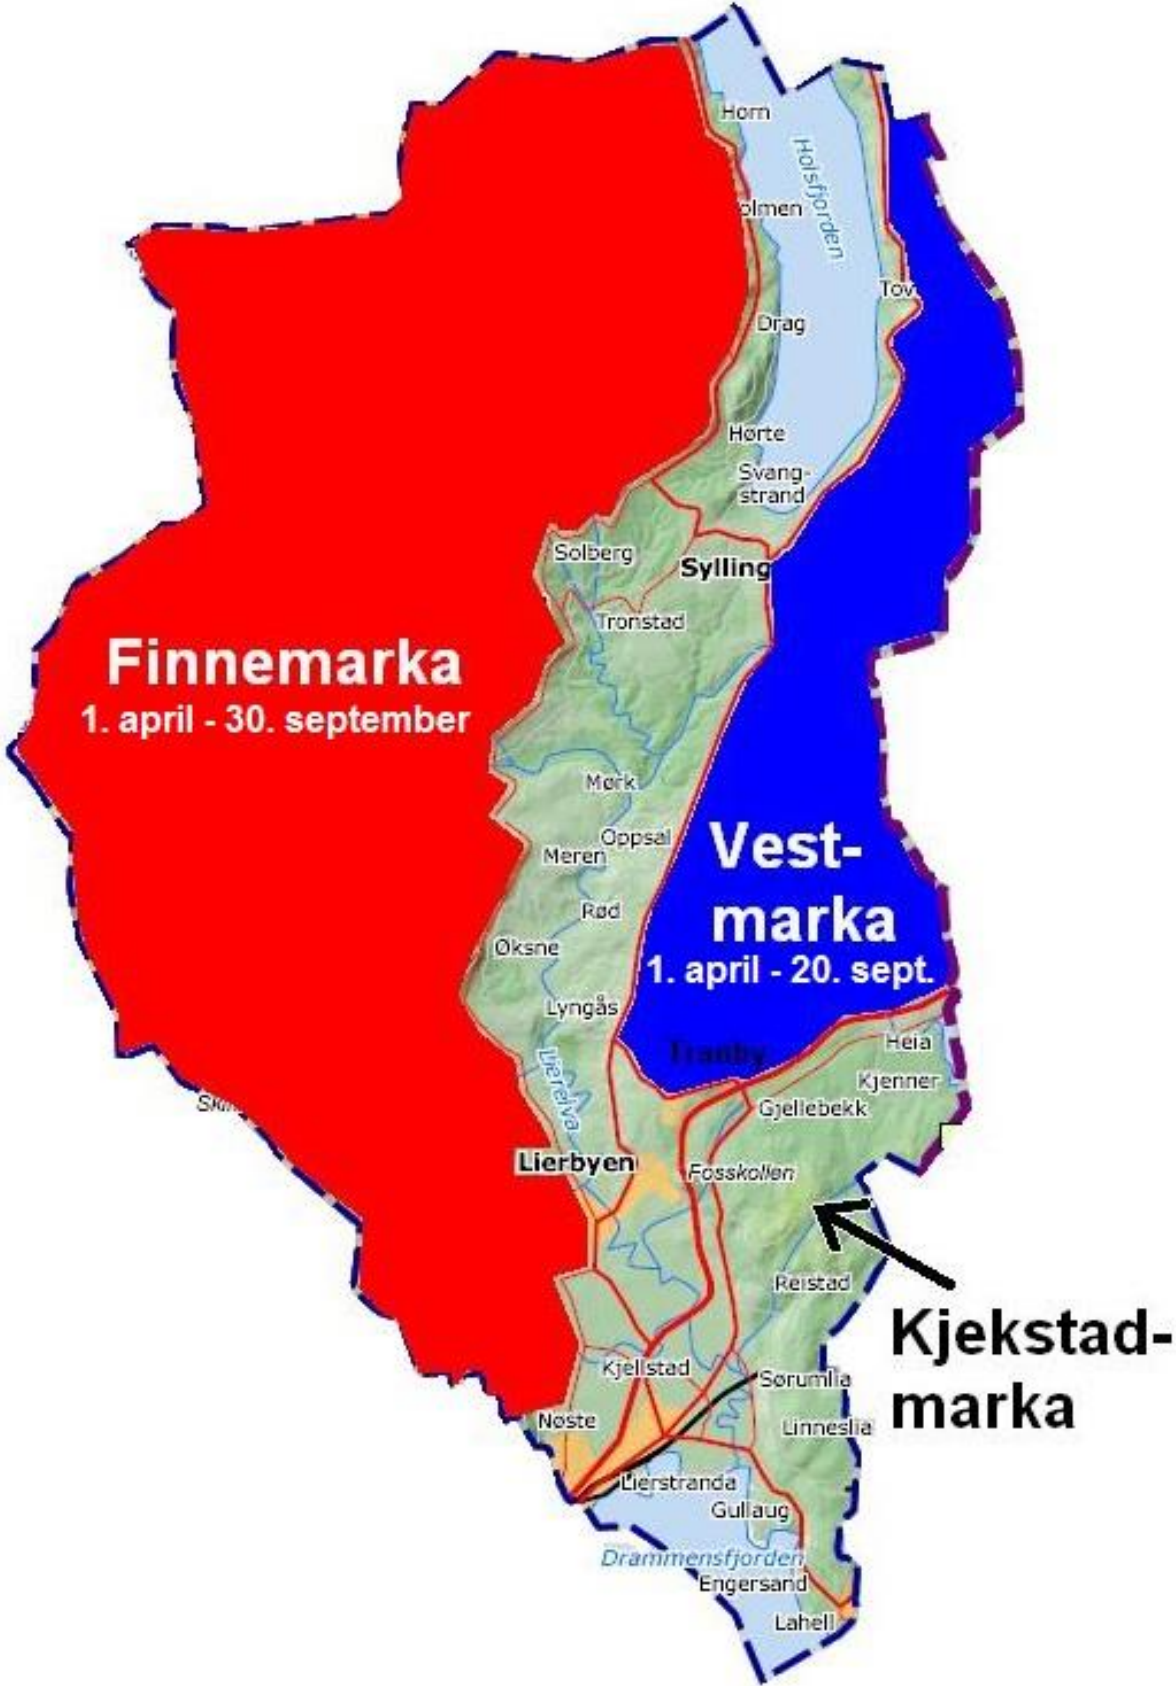 Horn
Holsfjorden
olmen
Tov
Drag
Hørte
Svang-
strand
Solberg
Sylling
Tronstad
Finnemarka
1. april - 30. september
Mørk
Oppsal
Meren
Vest-
marka
1. april - 20. sept.
Rød
Øksne
Lyngås
Tranby
Heia
Lierelva
Kjenner
Gjellebekk
Lierbyen
Fosskollen
Reistad
Kjekstad-
marka
Kjellstad
Sørumlia
Nøste
Linneslia
Lierstranda
Gullaug
Drammensfjorden
Engersand
Lahell